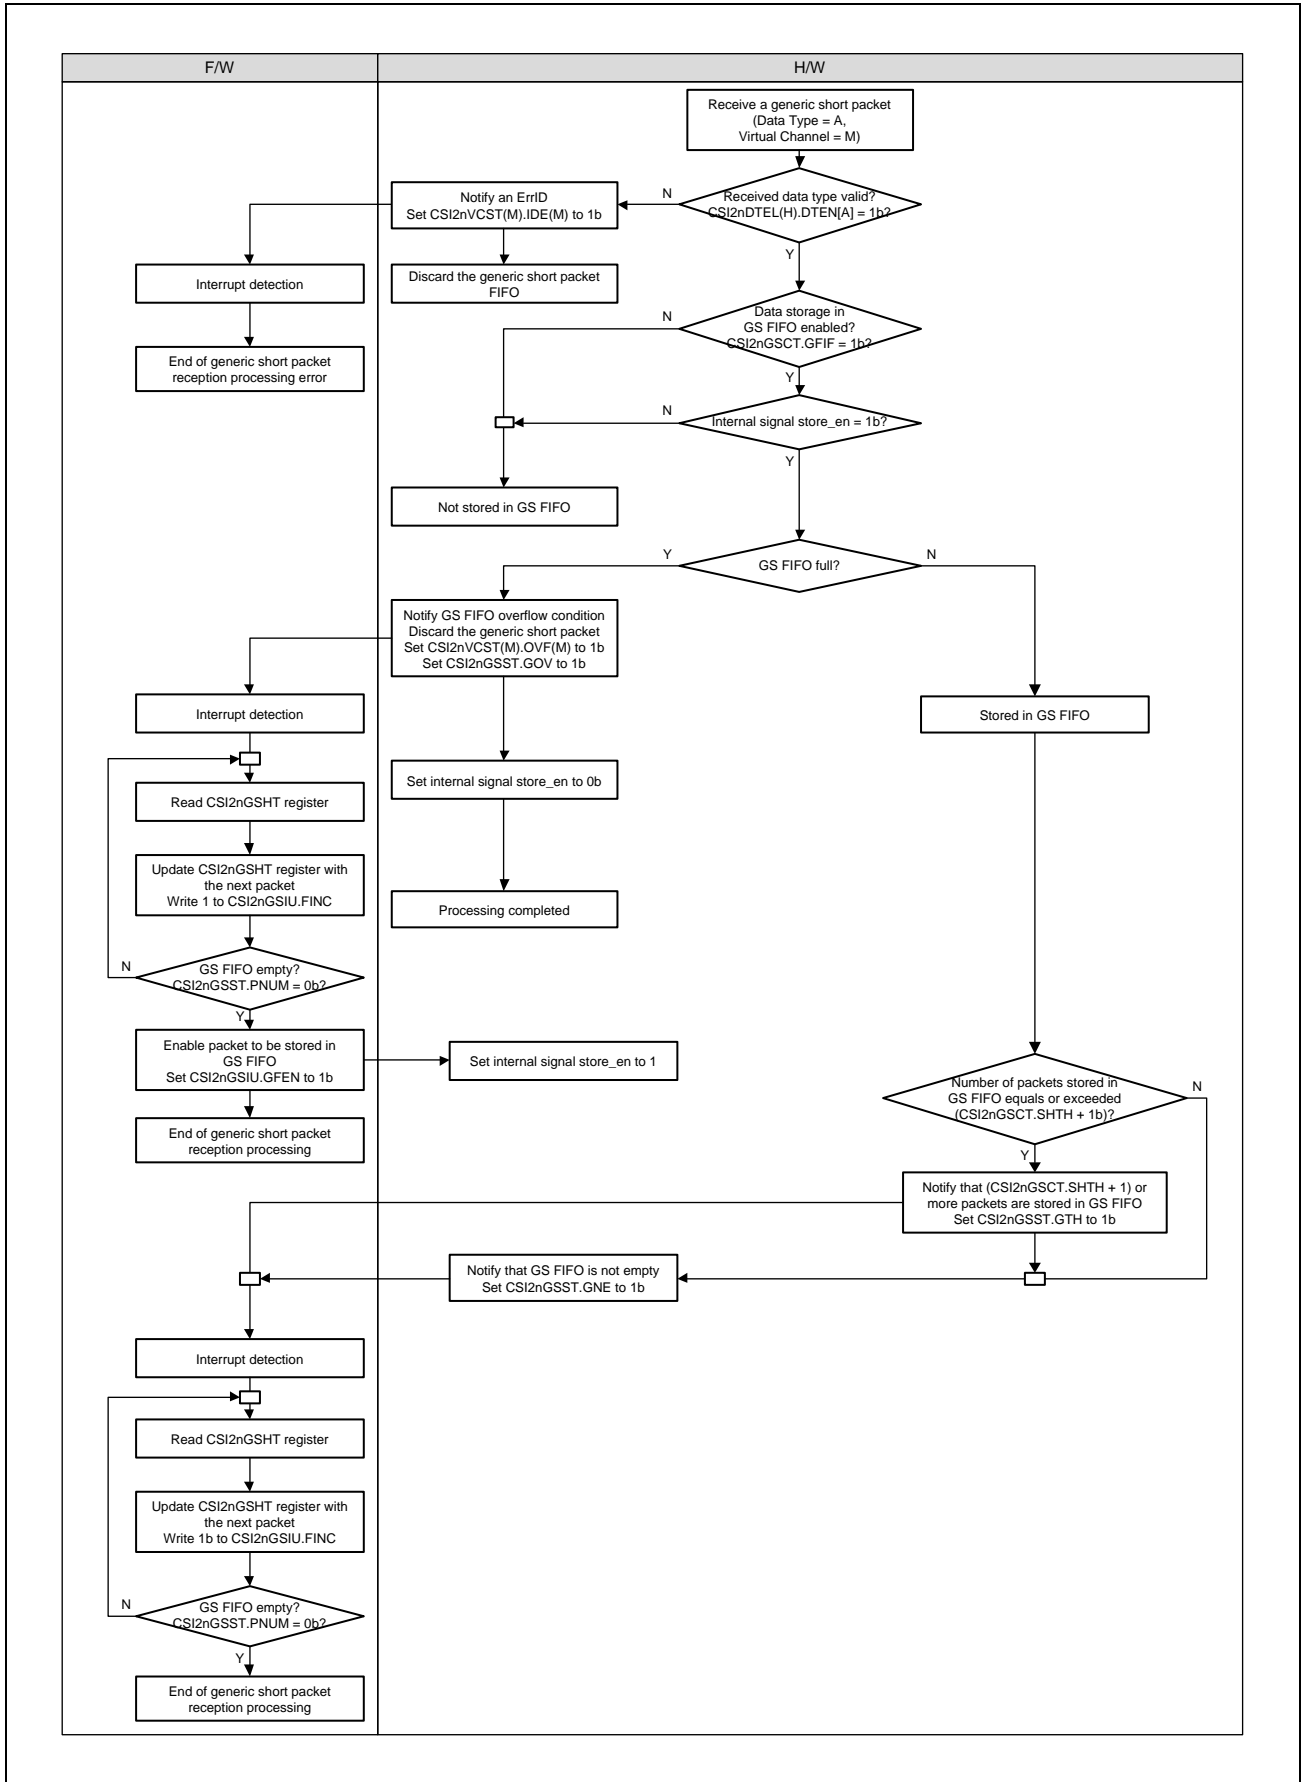 F/W
H/W
Receive a generic short packet
(Data Type = A,
Virtual Channel = M)
Received data type valid?
CSI2nDTEL(H).DTEN[A] = 1b?
N
Y
Notify an ErrID
Set CSI2nVCST(M).IDE(M) to 1b
Discard the generic short packet
FIFO
Interrupt detection
End of generic short packet
reception processing error
Data storage in
GS FIFO enabled?
CSI2nGSCT.GFIF = 1b?
N
Y
Internal signal store_en = 1b?
N
Y
Not stored in GS FIFO
GS FIFO full?
Y
N
Notify GS FIFO overflow condition
Discard the generic short packet
Set CSI2nVCST(M).OVF(M) to 1b
Set CSI2nGSST.GOV to 1b
Interrupt detection
Stored in GS FIFO
Set internal signal store_en to 0b
Read CSI2nGSHT register
Update CSI2nGSHT register with
the next packet
Write 1 to CSI2nGSIU.FINC
Processing completed
GS FIFO empty?
CSI2nGSST.PNUM = 0b?
N
Y
Enable packet to be stored in
GS FIFO
Set CSI2nGSIU.GFEN to 1b
Set internal signal store_en to 1
End of generic short packet
reception processing
Number of packets stored in
GS FIFO equals or exceeded
(CSI2nGSCT.SHTH + 1b)?
N
Y
Notify that (CSI2nGSCT.SHTH + 1) or
more packets are stored in GS FIFO
Set CSI2nGSST.GTH to 1b
Notify that GS FIFO is not empty
Set CSI2nGSST.GNE to 1b
Interrupt detection
Read CSI2nGSHT register
Update CSI2nGSHT register with
the next packet
Write 1b to CSI2nGSIU.FINC
GS FIFO empty?
CSI2nGSST.PNUM = 0b?
N
Y
End of generic short packet
reception processing